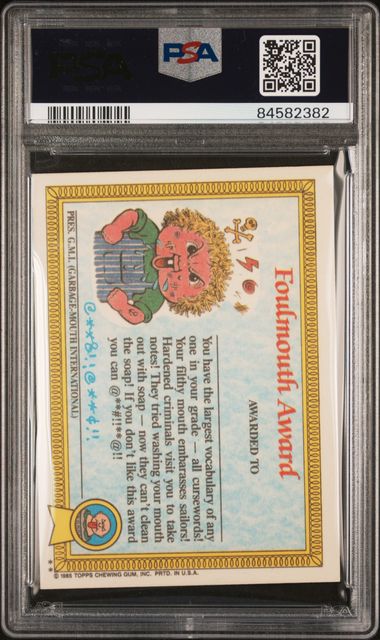 PSA
84582382
Foulmouth Award
AWARDED TO
You have the largest vocabulary of any
one in your grade — all cursewords!
Your filthy mouth embarasses sailors!
Hardened criminals visit you to take
notes! They tried washing your mouth
out with soap — now they can't clean
the soap! If you don't like this award
you can @**#!!**@!!
@**&!¡@**¢!!
PRES. G.M.I. (GARBAGE-MOUTH INTERNATIONAL)
** © 1985 TOPPS CHEWING GUM, INC. PRTD. IN U.S.A.